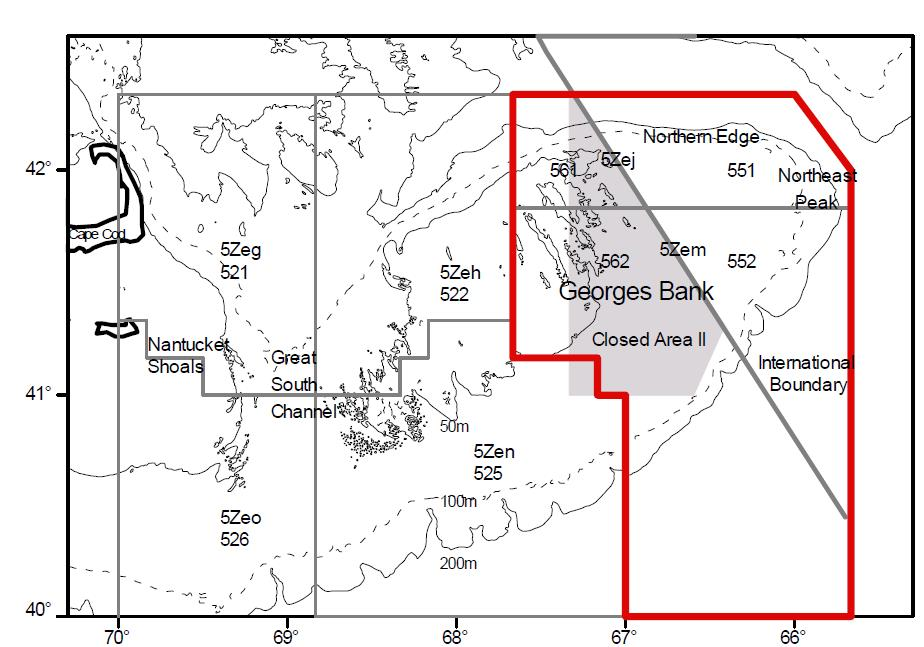 Northern Edge
42°
561
5Zej
551
Northeast
Peak
Cape Cod
5Zeg
521
5Zeh
522
562
5Zem
552
Georges Bank
Nantucket
Shoals
Great
South
Channel
Closed Area II
International
Boundary
41°
50m
5Zen
525
100m
5Zeo
526
200m
40°
70°
69°
68°
67°
66°